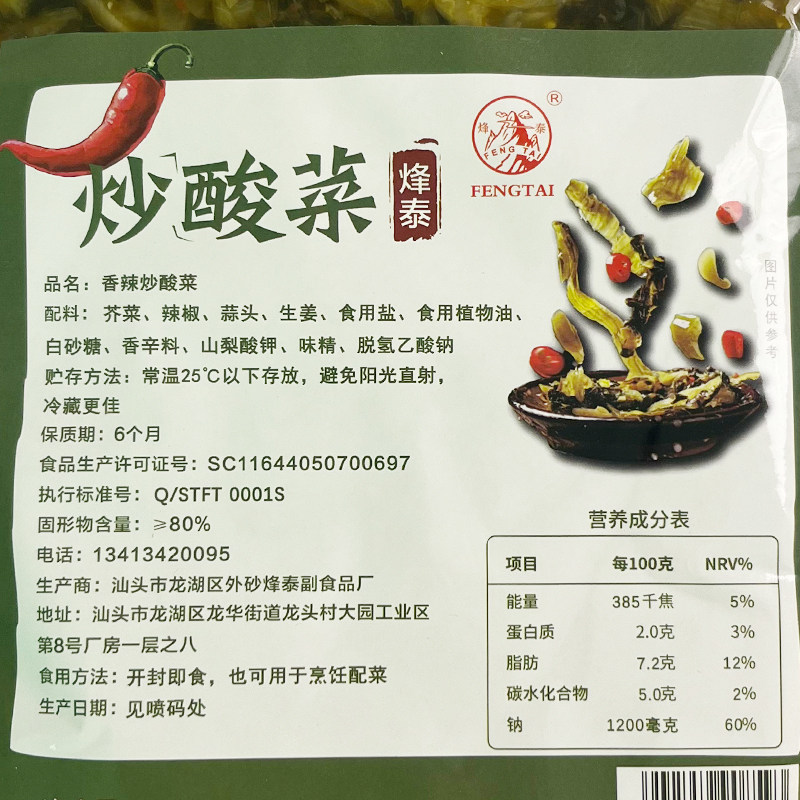 烽泰
FENG TAI
®
FENGTAI
炒酸菜
烽泰
品名：香辣炒酸菜
配料：芥菜、辣椒、蒜头、生姜、食用盐、食用植物油、
白砂糖、香辛料、山梨酸钾、味精、脱氢乙酸钠
贮存方法：常温25℃以下存放，避免阳光直射，
冷藏更佳
保质期：6个月
食品生产许可证号：SC11644050700697
执行标准号：Q/STFT 0001S
固形物含量：≥80%
电话：13413420095
生产商：汕头市龙湖区外砂烽泰副食品厂
地址：汕头市龙湖区龙华街道龙头村大园工业区
第8号厂房一层之八
食用方法：开封即食，也可用于烹饪配菜
生产日期：见喷码处
图片仅供参考
营养成分表
项目 每100克 NRV%
能量 385千焦 5%
蛋白质 2.0克 3%
脂肪 7.2克 12%
碳水化合物 5.0克 2%
钠 1200毫克 60%